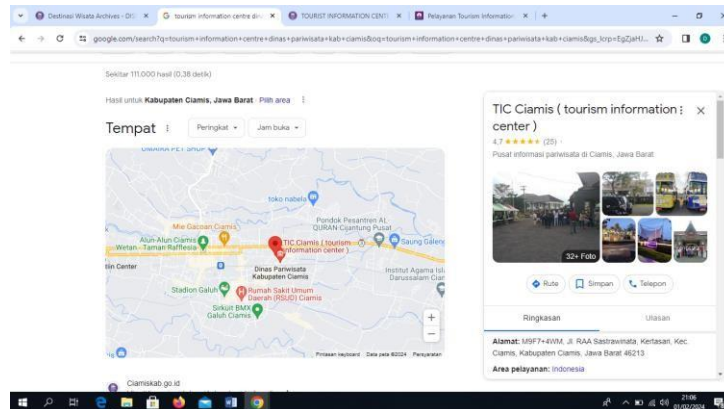 Destinasi Wisata Archives - DIS
tourism information centre din
TOURIST INFORMATION CENT
Pelayanan Tourism Information
google.com/search?q=tourism+information+centre+dinas+pariwisata+kab+ciamis&oq=tourism+information+centre+dinas+pariwisata+kab+ciamis&gs_lcrp=EgZjaHJ...
Sekitar 111.000 hasil (0,38 detik)
Hasil untuk Kabupaten Ciamis, Jawa Barat · Pilih area
Tempat
Peringkat
Jam buka
UMAIRA PET SHOP
toko nabela
Mie Gacoan Ciamis
Pondok Pesantren AL
QURAN Cijantung Pusat
Alun-Alun Ciamis
Wetan -Taman Rafflesia
TIC Ciamis ( tourism
information center )
Saung Galeng
Dinas Pariwisata
Kabupaten Ciamis
tin Center
Institut Agama Isl
Darussalam Ciar
Stadion Galuh
Rumah Sakit Umum
Daerah (RSUD) Ciamis
Sirkuit BMX
Galuh Ciamis
Pintasan keyboard
Data peta ©2024
Persyaratan
Ciamiskab.go.id
TIC Ciamis ( tourism information
center )
4,7
(25)
Pusat informasi pariwisata di Ciamis, Jawa Barat
32+ Foto
Rute
Simpan
Telepon
Ringkasan
Ulasan
Alamat: M9F7+4WM, Jl. RAA Sastrawinata, Kertasari, Kec.
Ciamis, Kabupaten Ciamis, Jawa Barat 46213
Area pelayanan: Indonesia
21:06
01/02/2024